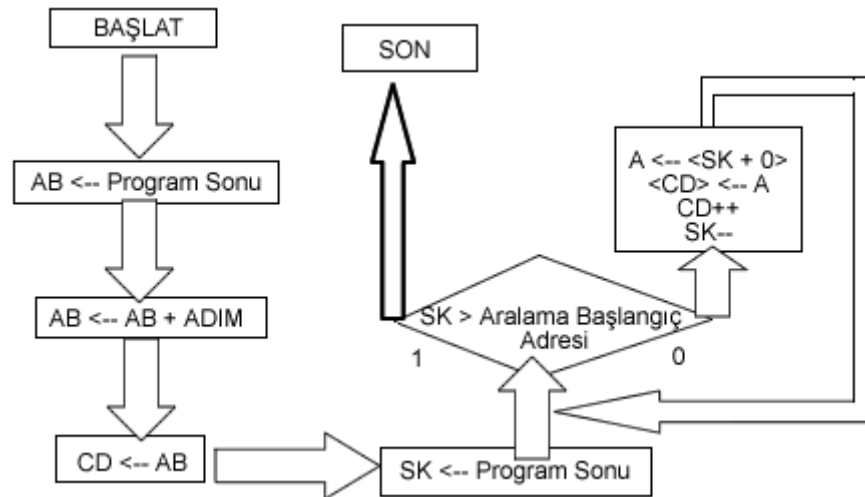 BAŞLAT
AB <-- Program Sonu
AB <-- AB + ADIM
CD <-- AB
SK <-- Program Sonu
SK > Aralama Başlangıç
Adresi
1
0
A <-- <SK + 0>
<CD> <-- A
CD++
SK--
SON